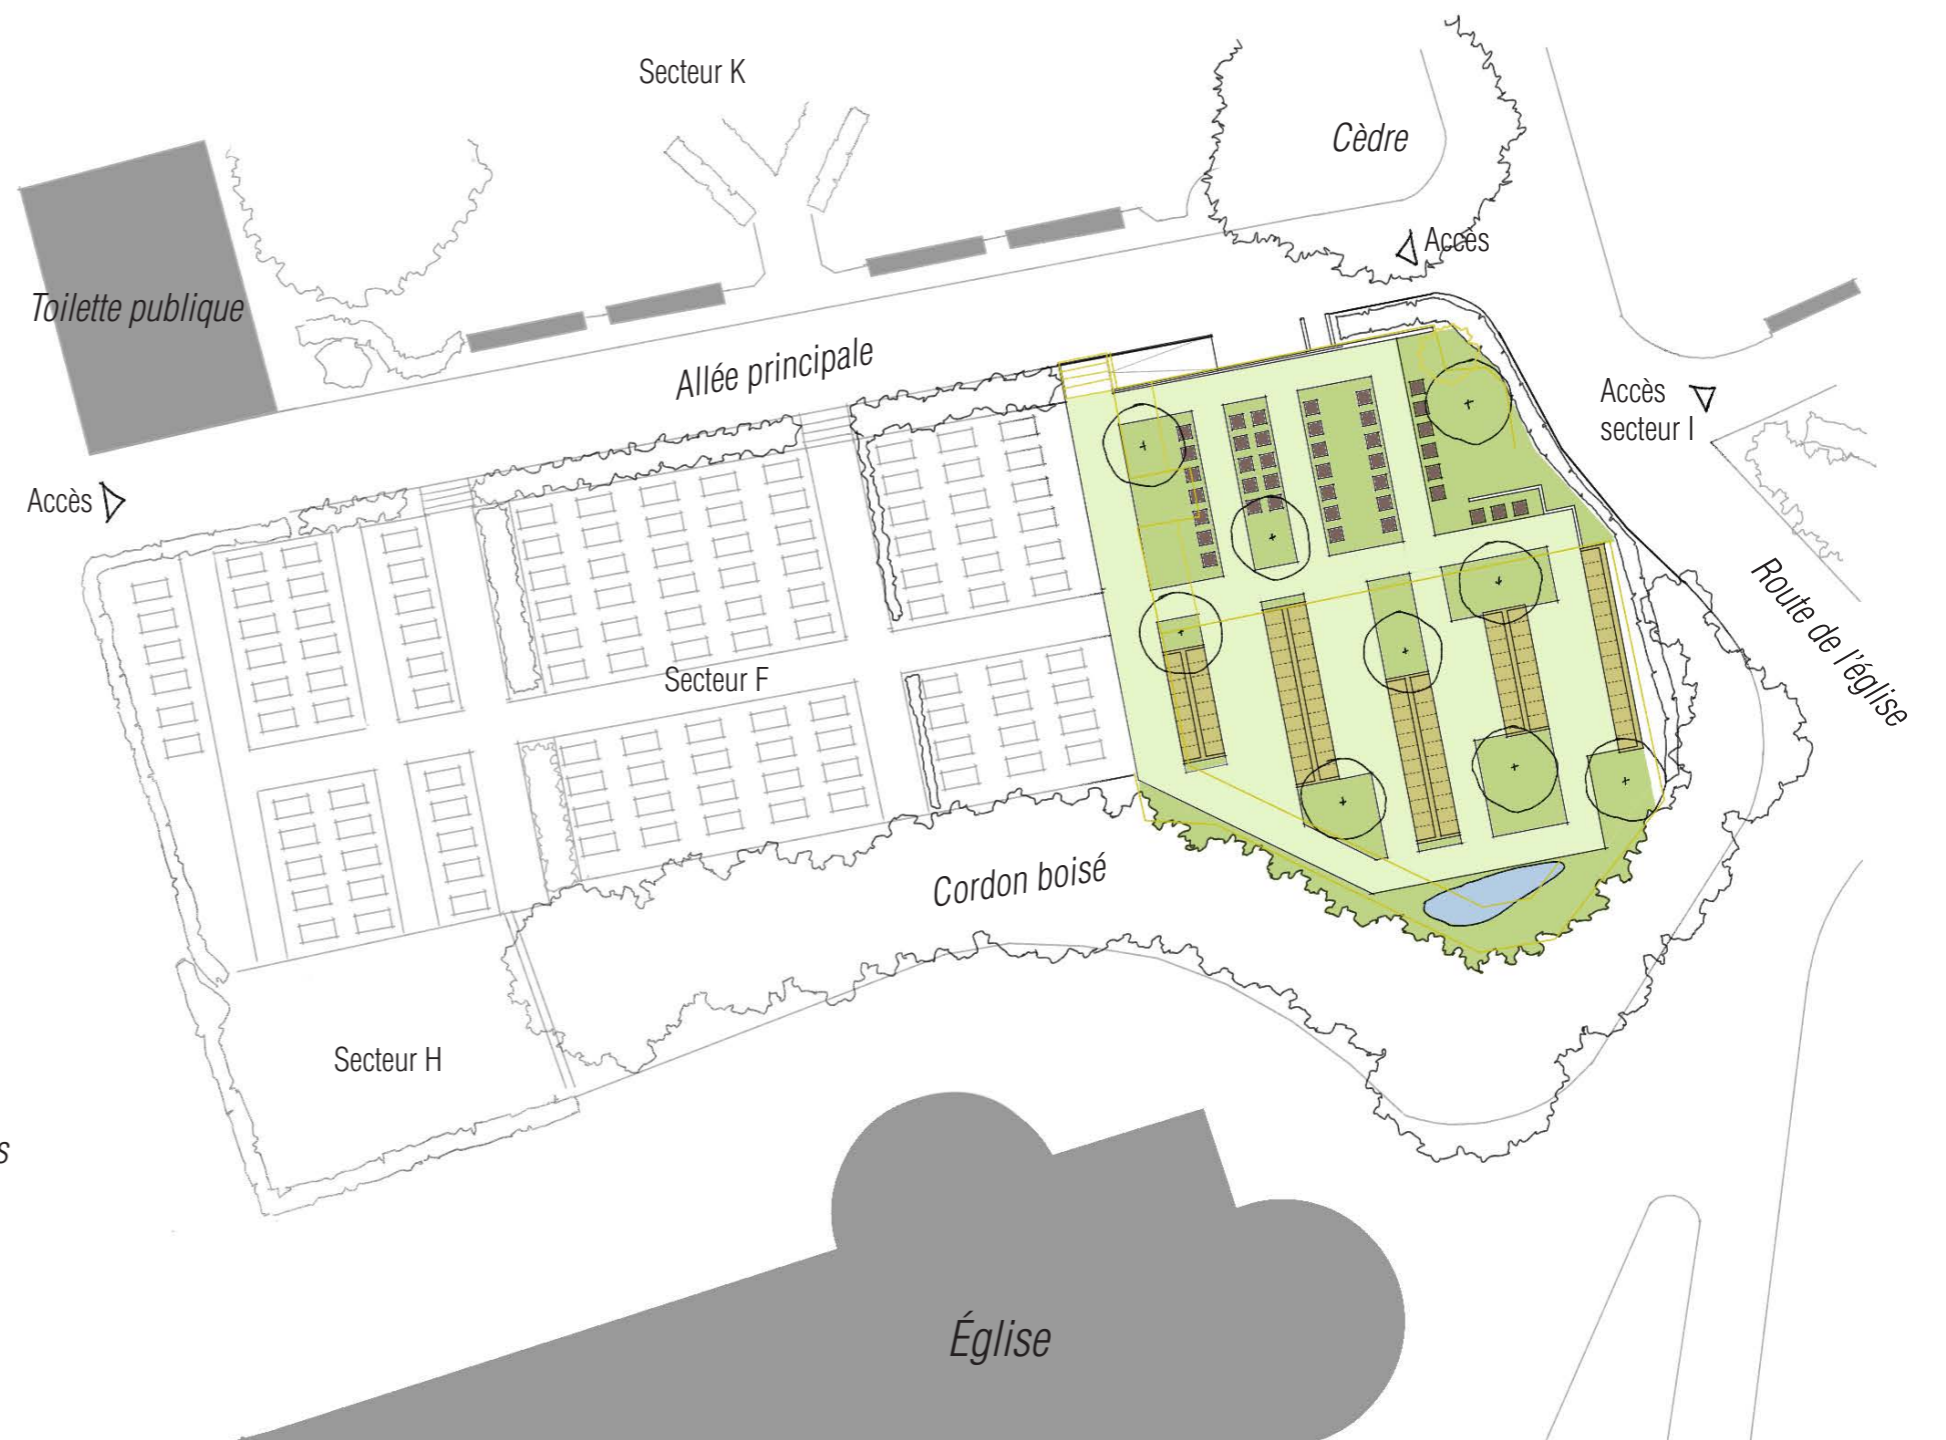 Secteur K
Cèdre
Accès
Toilette publique
Allée principale
Accès
secteur I
Accès
Route de l'église
Secteur F
Cordon boisé
Secteur H
s
Église